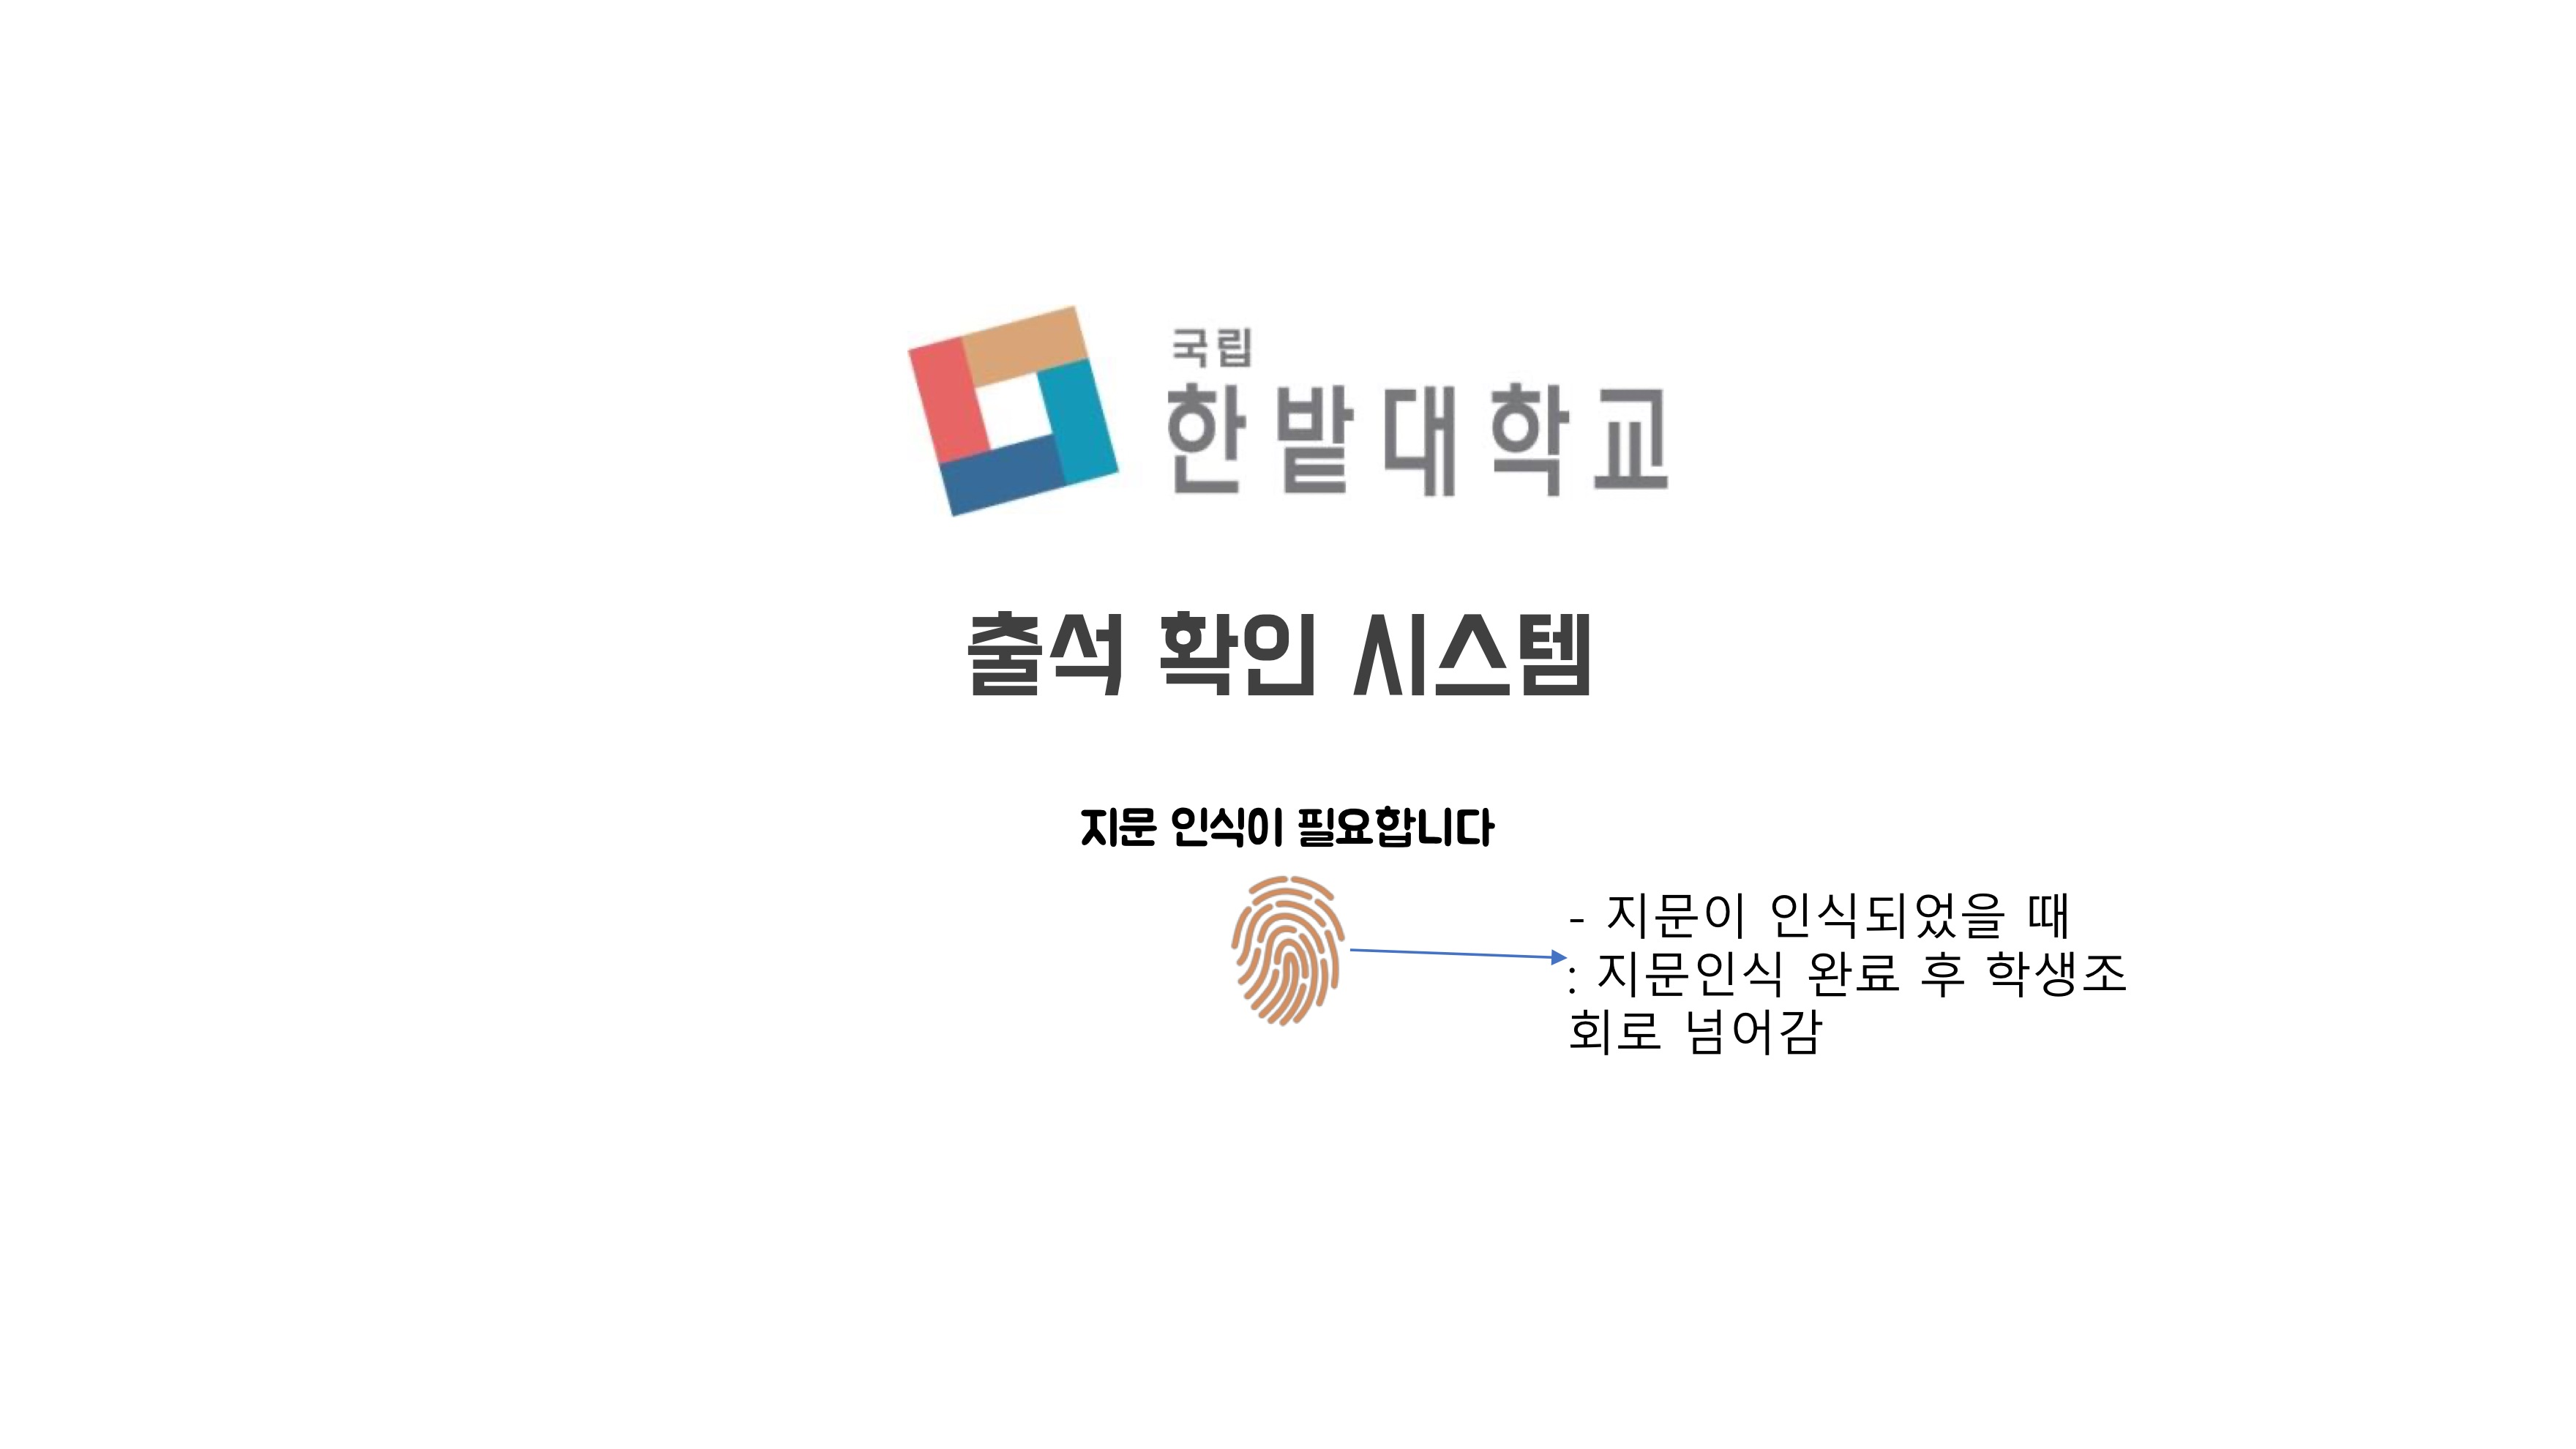 국립
한밭대학교
출석 확인 시스템
지문 인식이 필요합니다
- 지문이 인식되었을 때
: 지문인식 완료 후 학생조
회로 넘어감